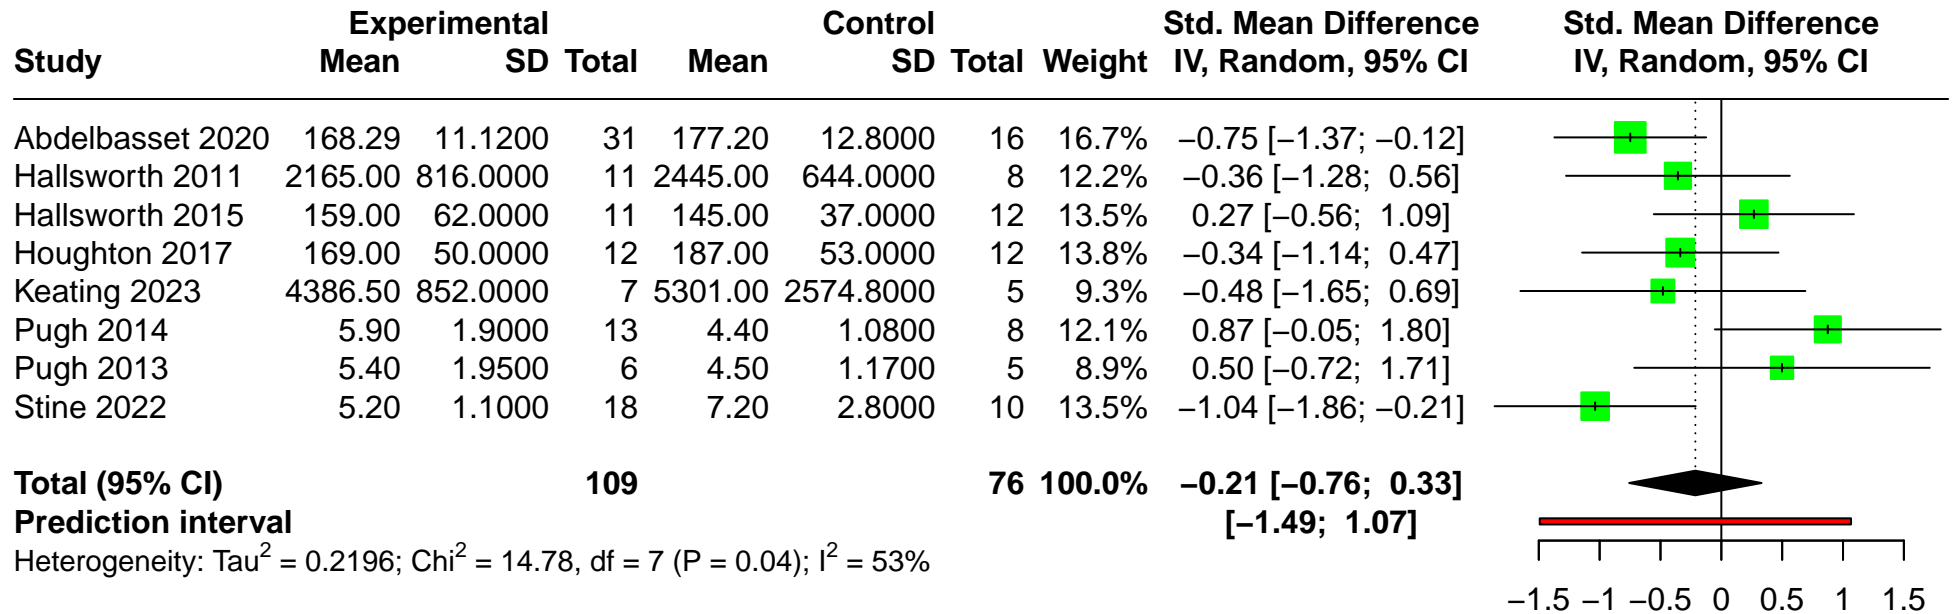 Experimental Control Std. Mean Difference Std. Mean Difference
Study Mean SD Total Mean SD Total Weight IV, Random, 95% CI IV, Random, 95% CI
Abdelbasset 2020 168.29 11.1200 31 177.20 12.8000 16 16.7% −0.75 [−1.37; −0.12]
Hallsworth 2011 2165.00 816.0000 11 2445.00 644.0000 8 12.2% −0.36 [−1.28; 0.56]
Hallsworth 2015 159.00 62.0000 11 145.00 37.0000 12 13.5% 0.27 [−0.56; 1.09]
Houghton 2017 169.00 50.0000 12 187.00 53.0000 12 13.8% −0.34 [−1.14; 0.47]
Keating 2023 4386.50 852.0000 7 5301.00 2574.8000 5 9.3% −0.48 [−1.65; 0.69]
Pugh 2014 5.90 1.9000 13 4.40 1.0800 8 12.1% 0.87 [−0.05; 1.80]
Pugh 2013 5.40 1.9500 6 4.50 1.1700 5 8.9% 0.50 [−0.72; 1.71]
Stine 2022 5.20 1.1000 18 7.20 2.8000 10 13.5% −1.04 [−1.86; −0.21]
Total (95% CI) 109 76 100.0% −0.21 [−0.76; 0.33]
Prediction interval [−1.49; 1.07]
Heterogeneity: Tau² = 0.2196; Chi² = 14.78, df = 7 (P = 0.04); I² = 53%
−1.5 −1 −0.5 0 0.5 1 1.5